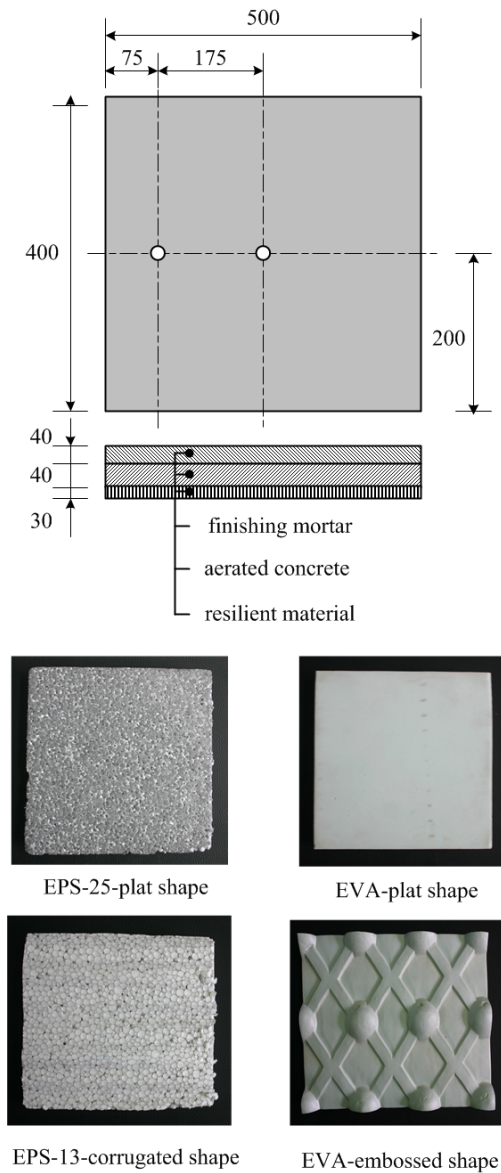 500
75
175
400
200
40
40
30
finishing mortar
aerated concrete
resilient material
EPS-25-plat shape
EVA-plat shape
EPS-13-corrugated shape
EVA-embossed shape